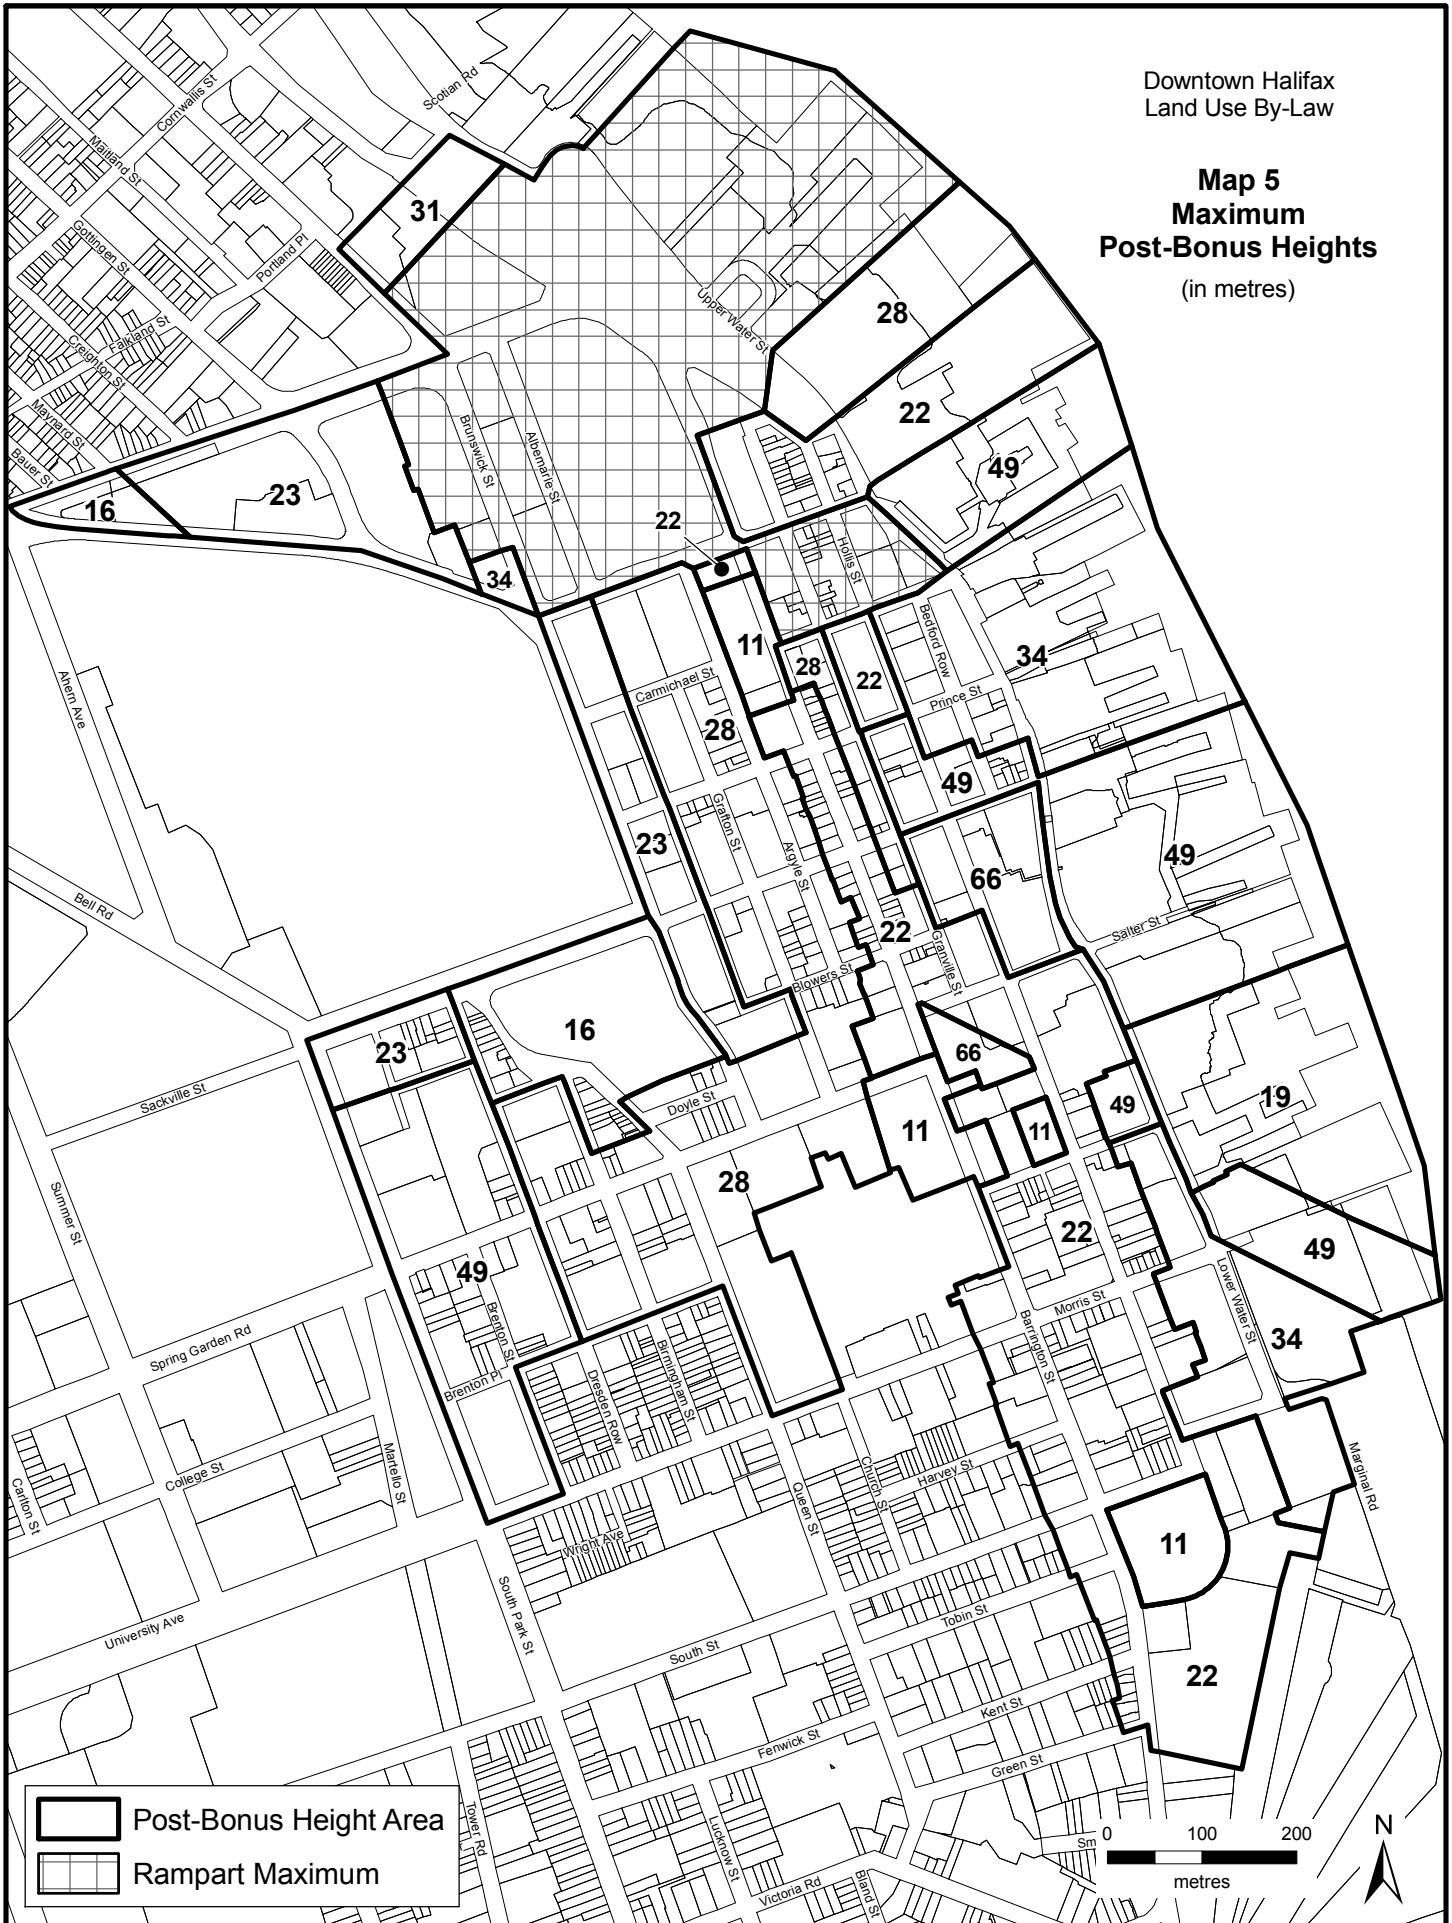 Downtown Halifax
Land Use By-Law
Map 5
Maximum
Post-Bonus Heights
(in metres)
Scotian Rd
Cornwallis St
Maitland St
Gottingen St
Portland Pl
Falkland St
Creighton St
Maynard St
Bauer St
31
Upper Water St
28
22
49
Brunswick St
Albemarle St
16
23
22
34
Hollis St
Bedford Row
11
28
22
34
Ahern Ave
Carmichael St
Prince St
28
49
Grafton St
23
Argyle St
66
49
Bell Rd
22
Granville St
Salter St
Blowers St
16
23
66
Sackville St
Doyle St
49
19
11
11
28
Summer St
22
49
49
Brenton St
Morris St
Lower Water St
Spring Garden Rd
Barrington St
34
Birmingham St
Dresden Row
Brenton Pl
Martello St
College St
Carlton St
Church St
Harvey St
Queen St
Marginal Rd
Wright Ave
11
South Park St
University Ave
Tobin St
South St
22
Kent St
Fenwick St
Green St
Tower Rd
Lucknow St
Victoria Rd
Bland St
Sm
Post-Bonus Height Area
Rampart Maximum
0 100 200
metres
N